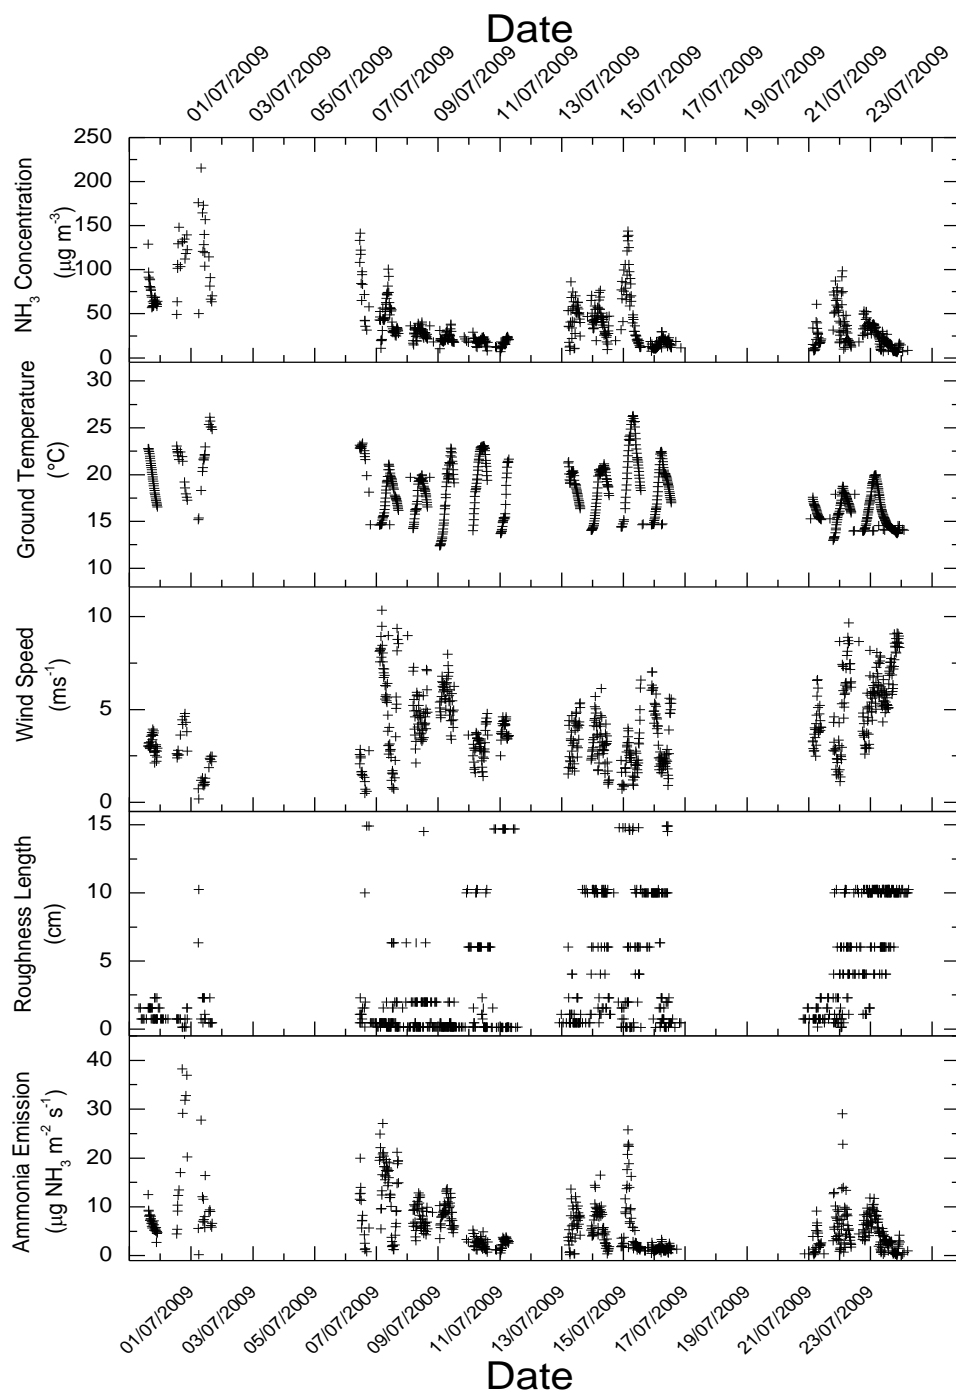 Date
01/07/2009 03/07/2009 05/07/2009 07/07/2009 09/07/2009 11/07/2009 13/07/2009 15/07/2009 17/07/2009 19/07/2009 21/07/2009 23/07/2009
NH3 Concentration
(µg m-3)
250
200
150
100
50
0
Ground Temperature
(°C)
30
25
20
15
10
Wind Speed
(ms-1)
10
5
0
Roughness Length
(cm)
15
10
5
0
Ammonia Emission
(µg NH3 m-2 s-1)
40
30
20
10
0
01/07/2009 03/07/2009 05/07/2009 07/07/2009 09/07/2009 11/07/2009 13/07/2009 15/07/2009 17/07/2009 19/07/2009 21/07/2009 23/07/2009
Date